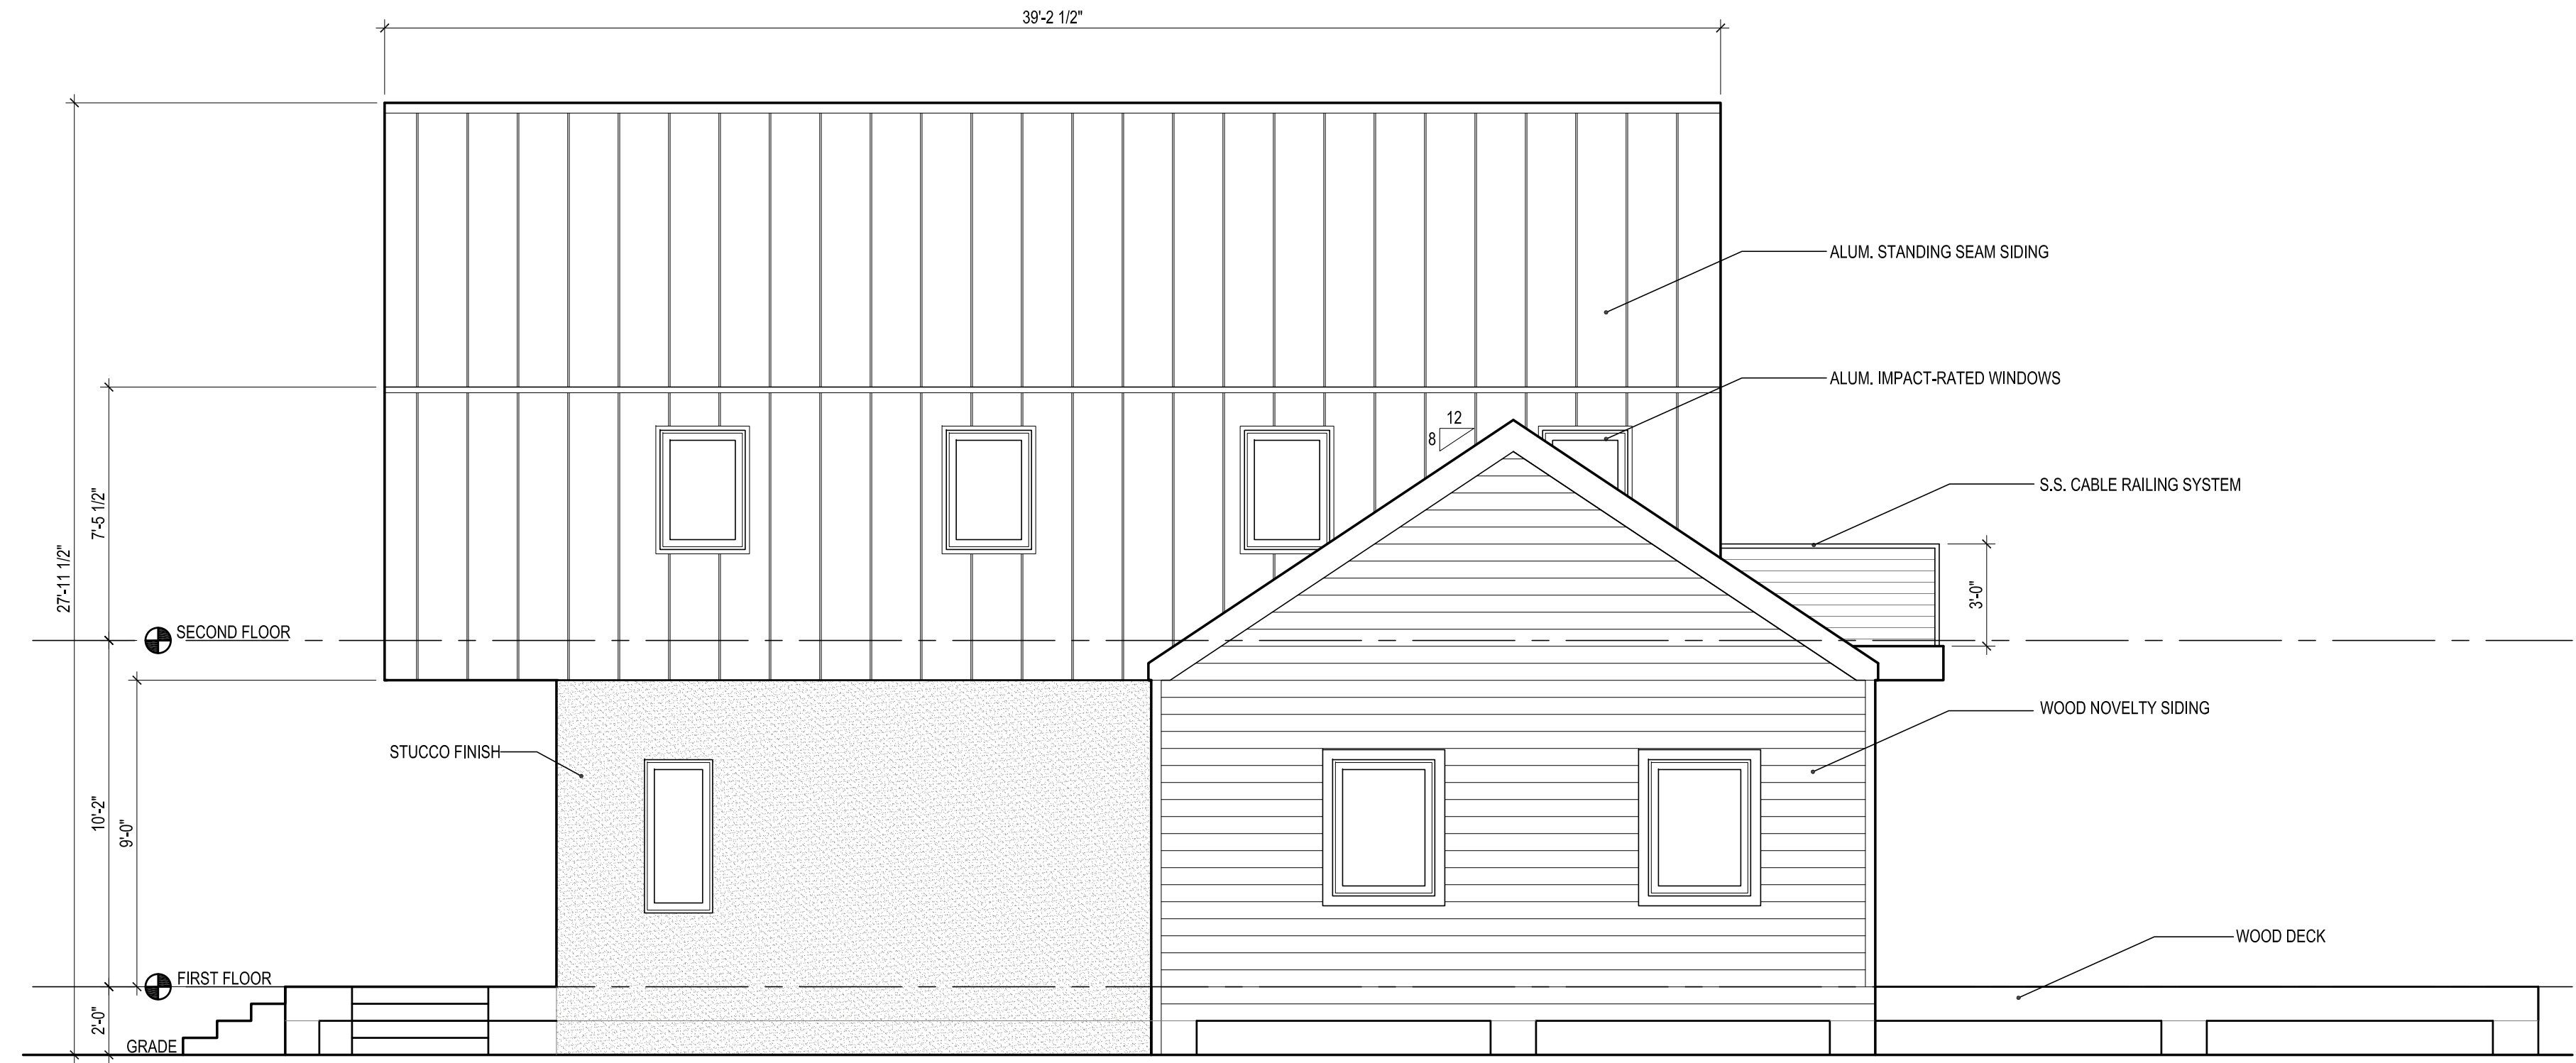 39'-2 1/2"
ALUM. STANDING SEAM SIDING
ALUM. IMPACT-RATED WINDOWS
12
8
S.S. CABLE RAILING SYSTEM
7'-5 1/2"
27'-11 1/2"
3'-0"
SECOND FLOOR
WOOD NOVELTY SIDING
STUCCO FINISH
10'-2"
9'-0"
WOOD DECK
FIRST FLOOR
2'-0"
GRADE